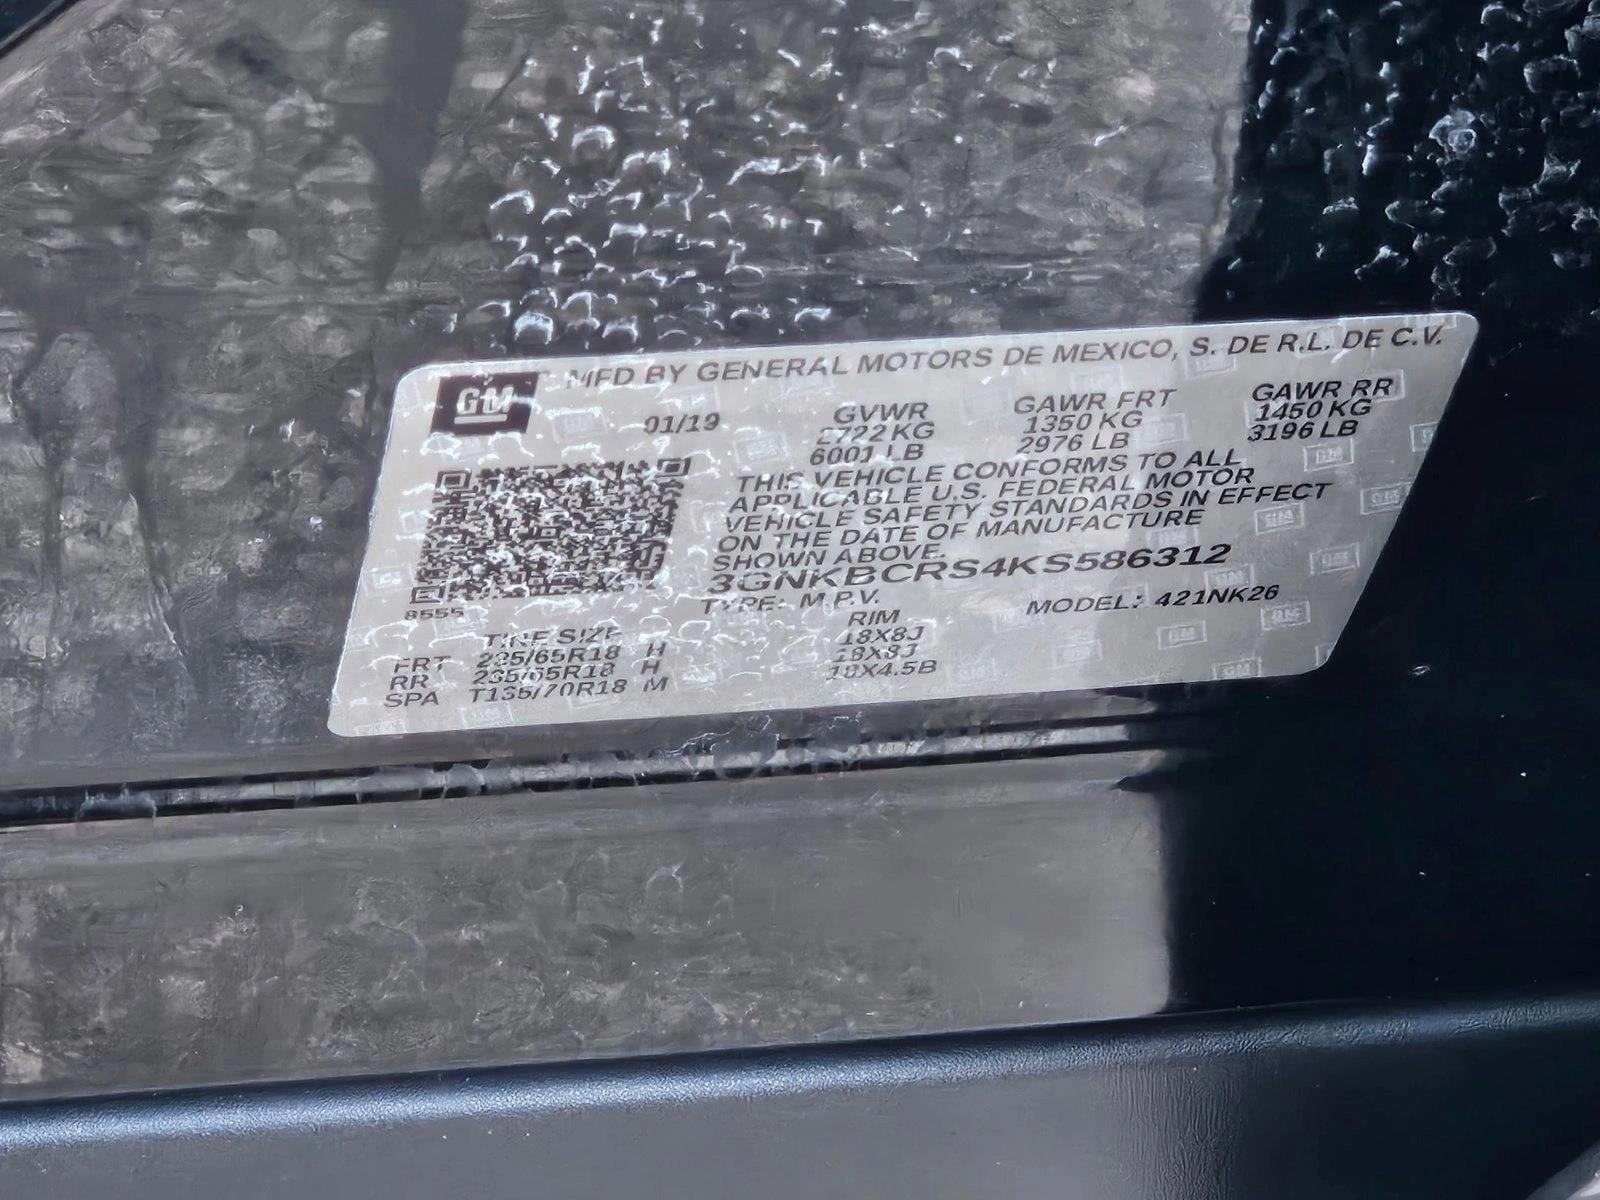 GM
MFD BY GENERAL MOTORS DE MEXICO, S. DE R.L. DE C.V.
01/19 GVWR GAWR FRT GAWR RR
2722 KG 1350 KG 1450 KG
6001 LB 2976 LB 3196 LB
THIS VEHICLE CONFORMS TO ALL
APPLICABLE U.S. FEDERAL MOTOR
VEHICLE SAFETY STANDARDS IN EFFECT
ON THE DATE OF MANUFACTURE
SHOWN ABOVE.
3GNKBCRS4KS586312
8555
TYPE: M.P.V. MODEL: 421NK26
TIRE SIZE RIM
FRT 235/65R18 H 18X8J
RR 235/65R18 H 18X8J
SPA T135/70R18 M 18X4.5B